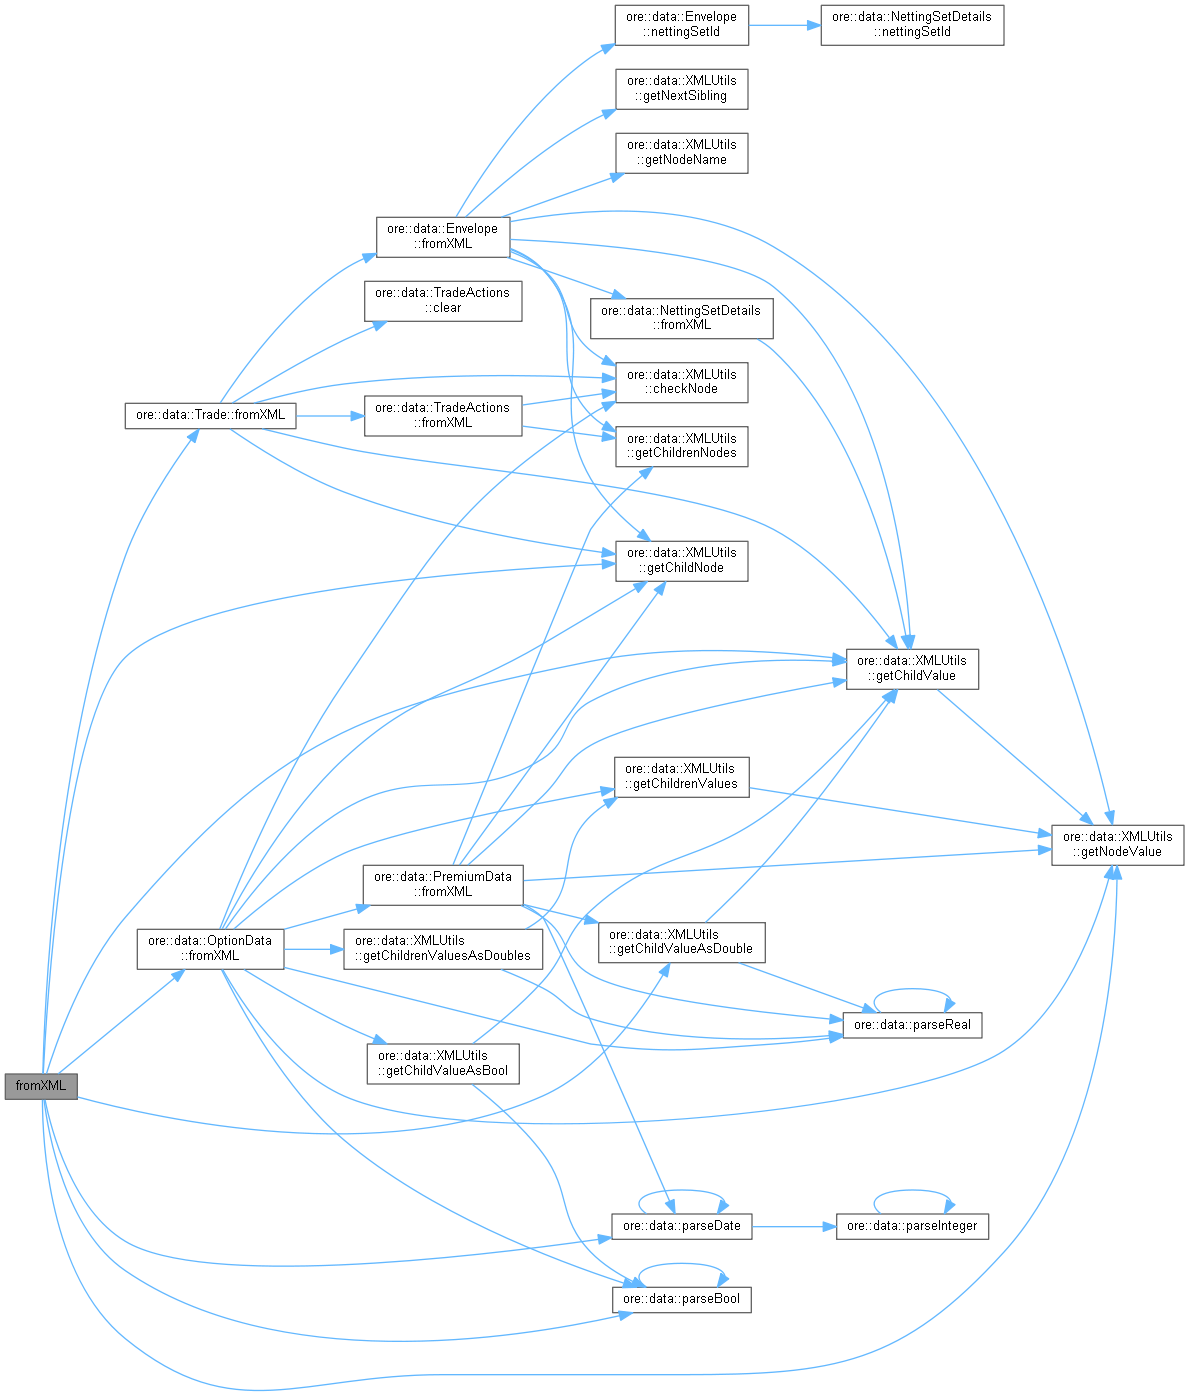 ore::data::Envelope
::nettingSetId
ore::data::NettingSetDetails
::nettingSetId
ore::data::XMLUtils
::getNextSibling
ore::data::XMLUtils
::getNodeName
ore::data::Envelope
::fromXML
ore::data::TradeActions
::clear
ore::data::NettingSetDetails
::fromXML
ore::data::XMLUtils
::checkNode
ore::data::Trade::fromXML
ore::data::TradeActions
::fromXML
ore::data::XMLUtils
::getChildrenNodes
ore::data::XMLUtils
::getChildNode
ore::data::XMLUtils
::getChildValue
ore::data::XMLUtils
::getChildrenValues
ore::data::XMLUtils
::getNodeValue
ore::data::PremiumData
::fromXML
ore::data::OptionData
::fromXML
ore::data::XMLUtils
::getChildrenValuesAsDoubles
ore::data::XMLUtils
::getChildValueAsDouble
ore::data::parseReal
ore::data::XMLUtils
::getChildValueAsBool
fromXML
ore::data::parseDate
ore::data::parseInteger
ore::data::parseBool